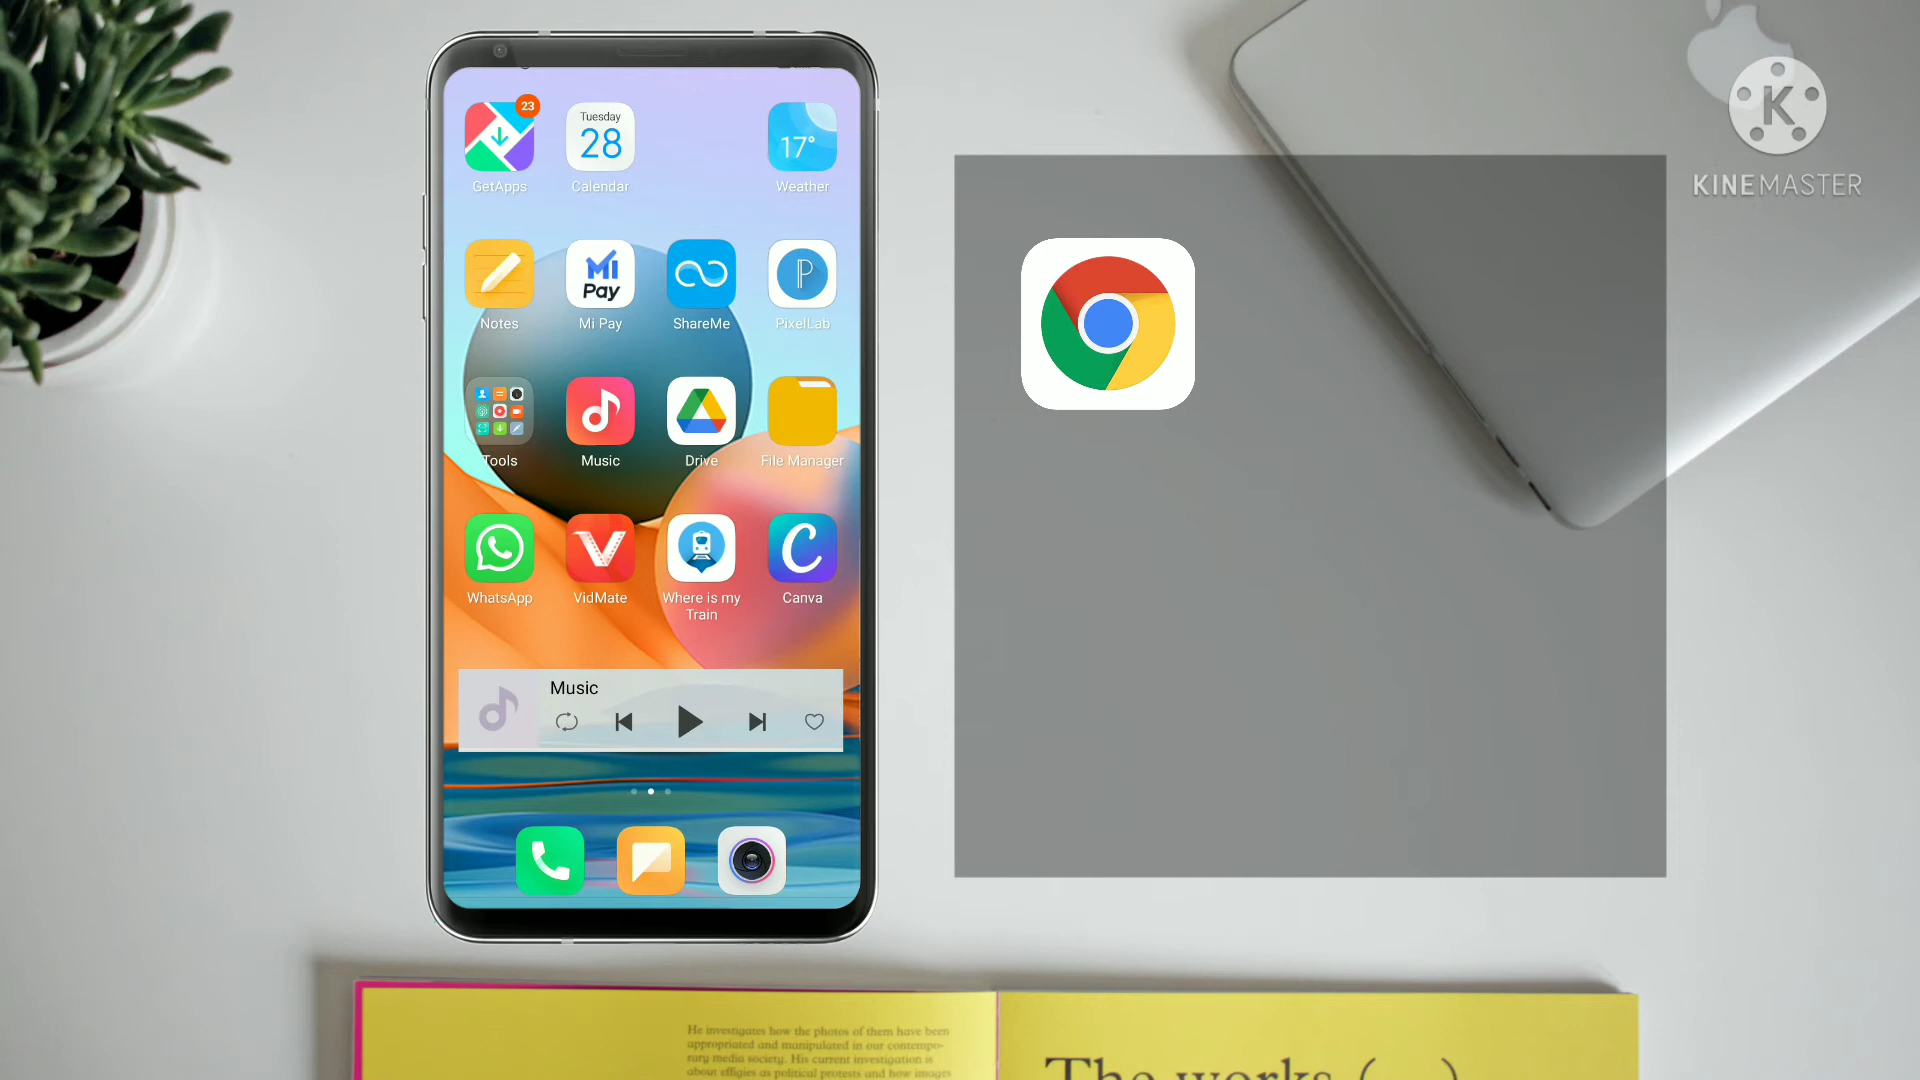 23
Tuesday
28
17°
GetApps
Calendar
Weather
Mi
Pay
P
Notes
Mi Pay
ShareMe
PixelLab
Tools
Music
Drive
File Manager
C
WhatsApp
VidMate
Where is my
Train
Canva
Music
K
KINEMASTER
He investigates how the photos of them have been
appropriated and manipulated in our contempo-
rary media society. His current investigation is
about effigies as political protests and how images
The works (